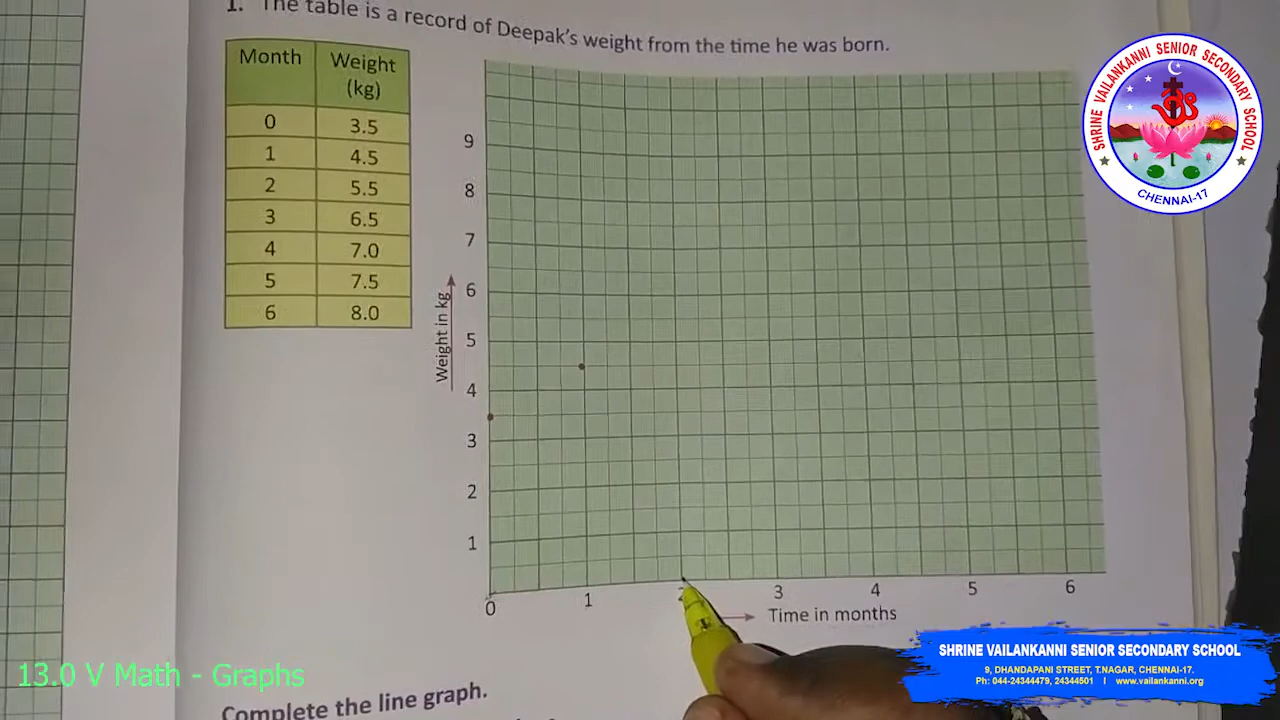 1. The table is a record of Deepak's weight from the time he was born.
Month Weight (kg)
0 3.5
1 4.5
2 5.5
3 6.5
4 7.0
5 7.5
6 8.0
9
8
7
6
5
4
3
2
1
Weight in kg
0 1 2 3 4 5 6
Time in months
Complete the line graph.
SHRINE VAILANKANNI SENIOR SECONDARY SCHOOL
CHENNAI-17
13.0 V Math - Graphs
SHRINE VAILANKANNI SENIOR SECONDARY SCHOOL
9, DHANDAPANI STREET, T.NAGAR, CHENNAI-17.
Ph: 044-24344479, 24344501 I www.vailankanni.org